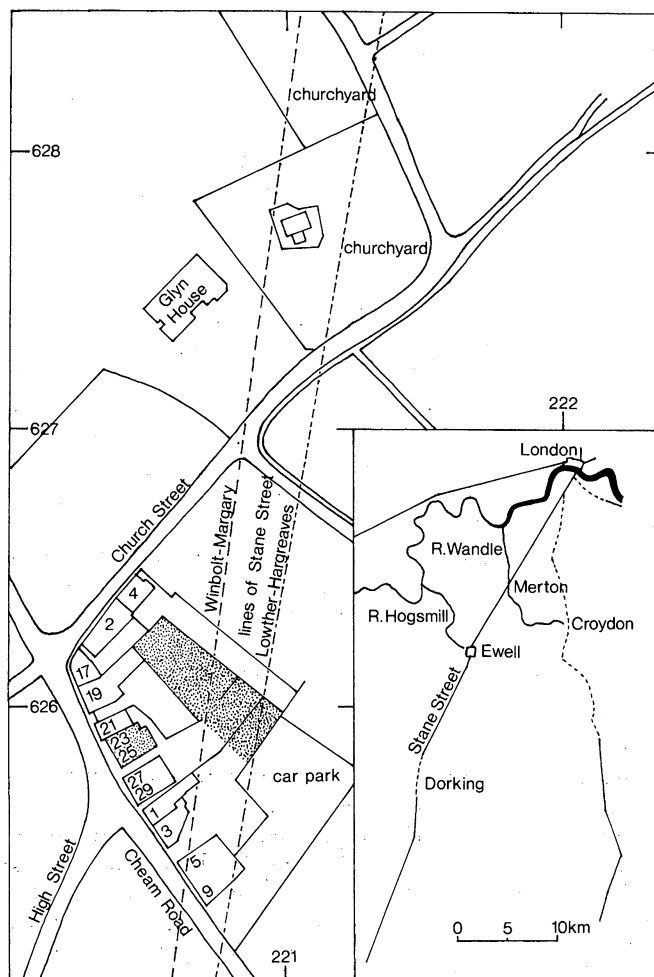 churchyard
628
churchyard
Glyn
House
627
Church Street
Winbolt-Margary
lines of Stane Street
Lowther-Hargreaves
4
2
17
19
21
23
25
27
29
1
3
5
9
626
car park
High Street
Cheam Road
221
222
London
R.Wandle
Merton
R.Hogsmill
Croydon
Ewell
Stane Street
Dorking
0 5 10km